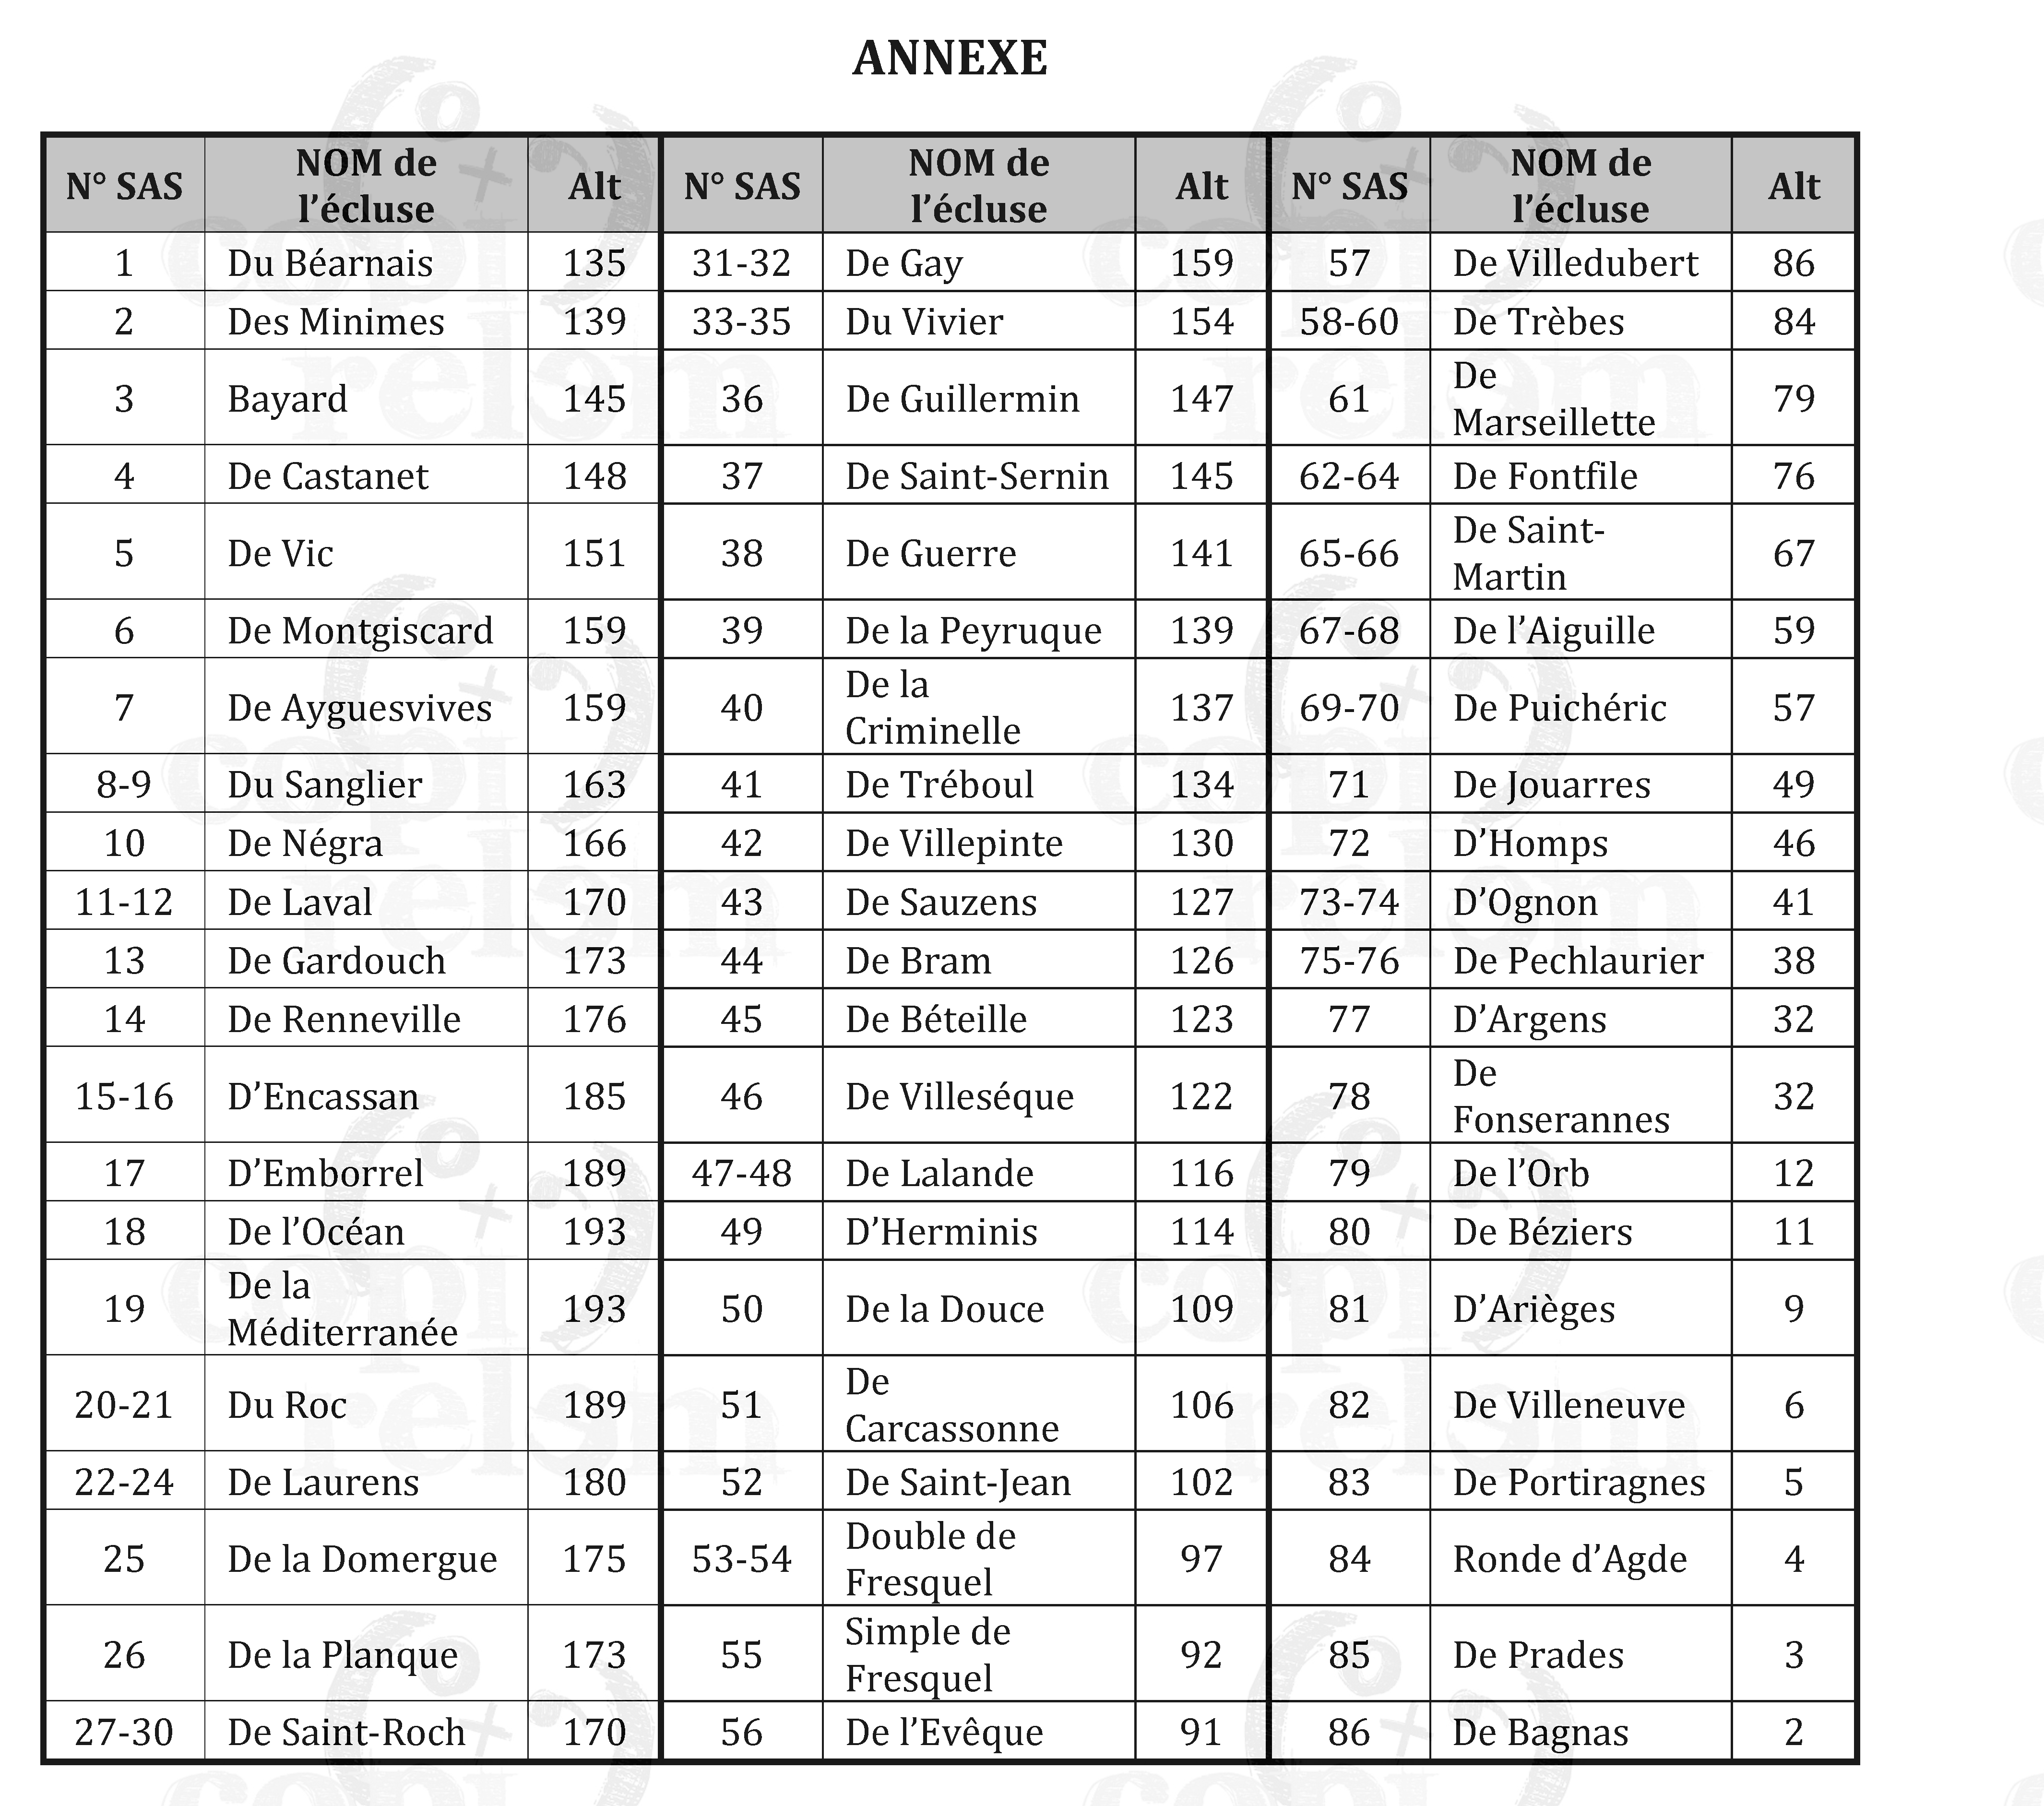 ANNEXE
N° SAS NOM de l’écluse Alt N° SAS NOM de l’écluse Alt N° SAS NOM de l’écluse Alt
1 Du Béarnais 135 31-32 De Gay 159 57 De Villedubert 86
2 Des Minimes 139 33-35 Du Vivier 154 58-60 De Trèbes 84
3 Bayard 145 36 De Guillermin 147 61 De Marseillette 79
4 De Castanet 148 37 De Saint-Sernin 145 62-64 De Fontfile 76
5 De Vic 151 38 De Guerre 141 65-66 De Saint-Martin 67
6 De Montgiscard 159 39 De la Peyruque 139 67-68 De l’Aiguille 59
7 De Ayguesvives 159 40 De la Criminelle 137 69-70 De Puichéric 57
8-9 Du Sanglier 163 41 De Tréboul 134 71 De Jouarres 49
10 De Négra 166 42 De Villepinte 130 72 D’Homps 46
11-12 De Laval 170 43 De Sauzens 127 73-74 D’Ognon 41
13 De Gardouch 173 44 De Bram 126 75-76 De Pechlaurier 38
14 De Renneville 176 45 De Béteille 123 77 D’Argens 32
15-16 D’Encassan 185 46 De Villeséque 122 78 De Fonserannes 32
17 D’Emborrel 189 47-48 De Lalande 116 79 De l’Orb 12
18 De l’Océan 193 49 D’Herminis 114 80 De Béziers 11
19 De la Méditerranée 193 50 De la Douce 109 81 D’Arièges 9
20-21 Du Roc 189 51 De Carcassonne 106 82 De Villeneuve 6
22-24 De Laurens 180 52 De Saint-Jean 102 83 De Portiragnes 5
25 De la Domergue 175 53-54 Double de Fresquel 97 84 Ronde d’Agde 4
26 De la Planque 173 55 Simple de Fresquel 92 85 De Prades 3
27-30 De Saint-Roch 170 56 De l’Evêque 91 86 De Bagnas 2
copi
relem